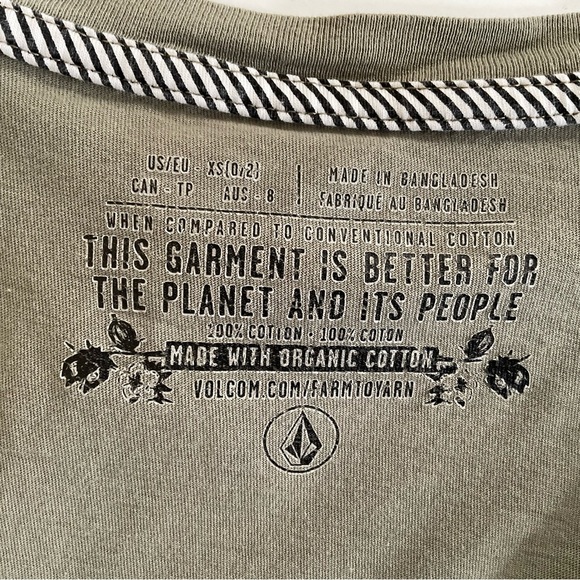 US/EU - XS(0/2) | MADE IN BANGLADESH
CAN - TP AUS - 8 | FABRIQUE AU BANGLADESH
WHEN COMPARED TO CONVENTIONAL COTTON
THIS GARMENT IS BETTER FOR
THE PLANET AND ITS PEOPLE
100% COTTON • 100% COTON
MADE WITH ORGANIC COTTON
VOLCOM.COM/FARMTOYARN